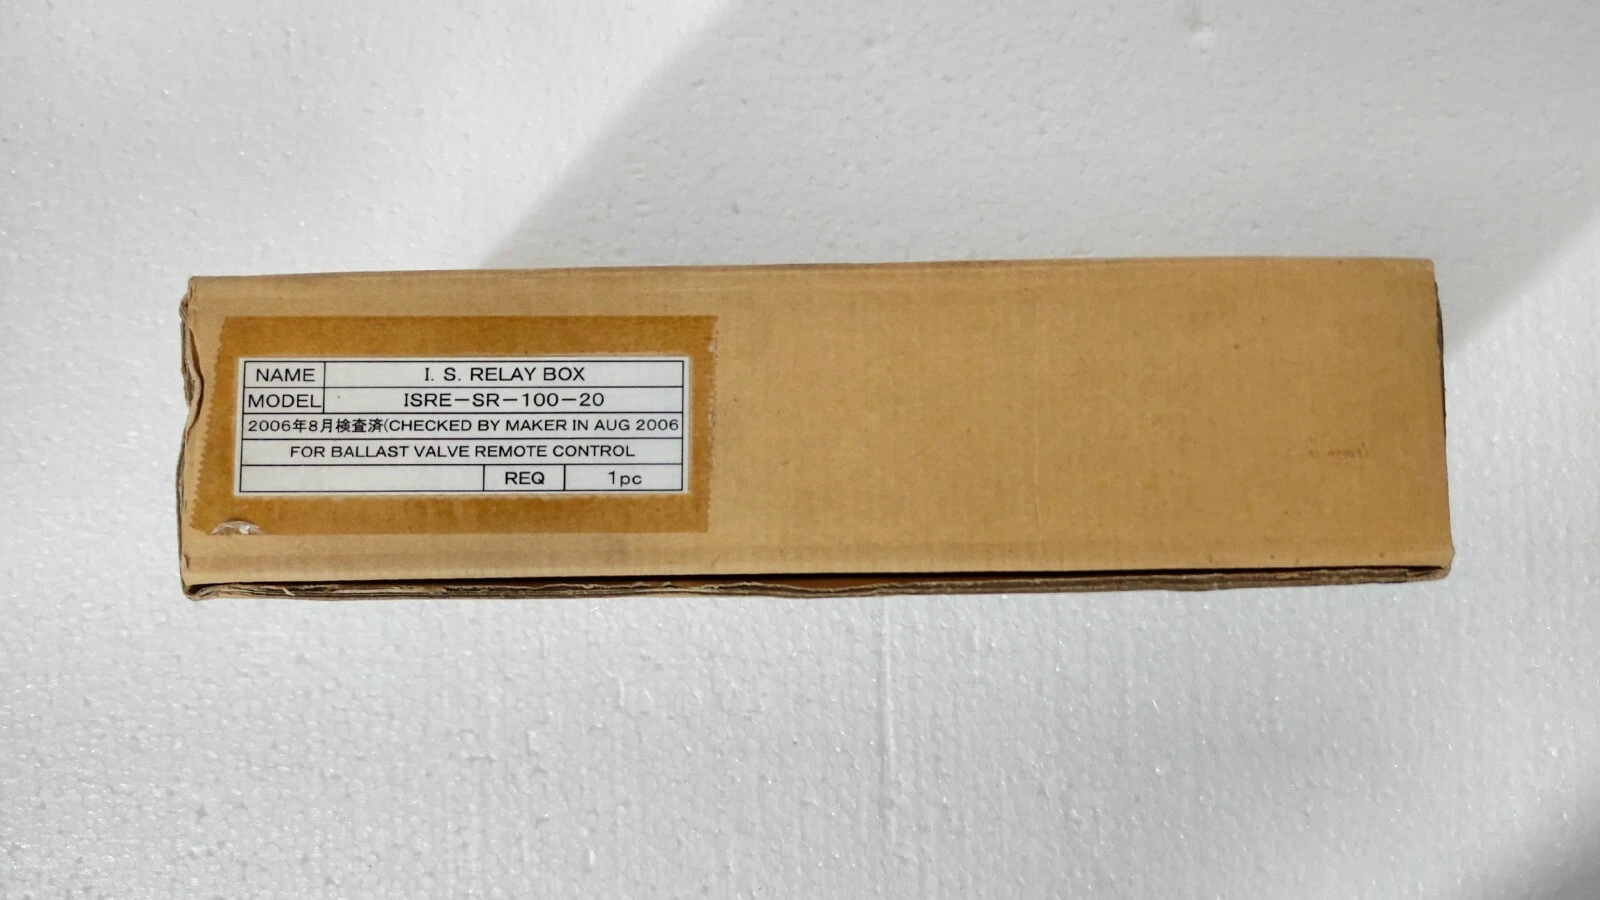 NAME I. S. RELAY BOX
MODEL ISRE-SR-100-20
2006年8月検査済(CHECKED BY MAKER IN AUG 2006
FOR BALLAST VALVE REMOTE CONTROL
REQ 1pc